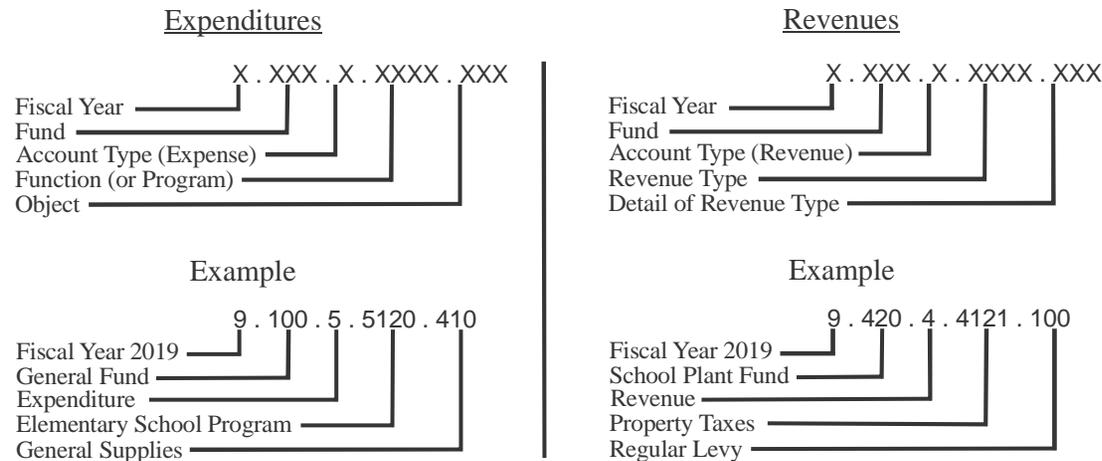 Expenditures
X . XXX . X . XXXX . XXX
Fiscal Year
Fund
Account Type (Expense)
Function (or Program)
Object
Example
9 . 100 . 5 . 5120 . 410
Fiscal Year 2019
General Fund
Expenditure
Elementary School Program
General Supplies
Revenues
X . XXX . X . XXXX . XXX
Fiscal Year
Fund
Account Type (Revenue)
Revenue Type
Detail of Revenue Type
Example
9 . 420 . 4 . 4121 . 100
Fiscal Year 2019
School Plant Fund
Revenue
Property Taxes
Regular Levy